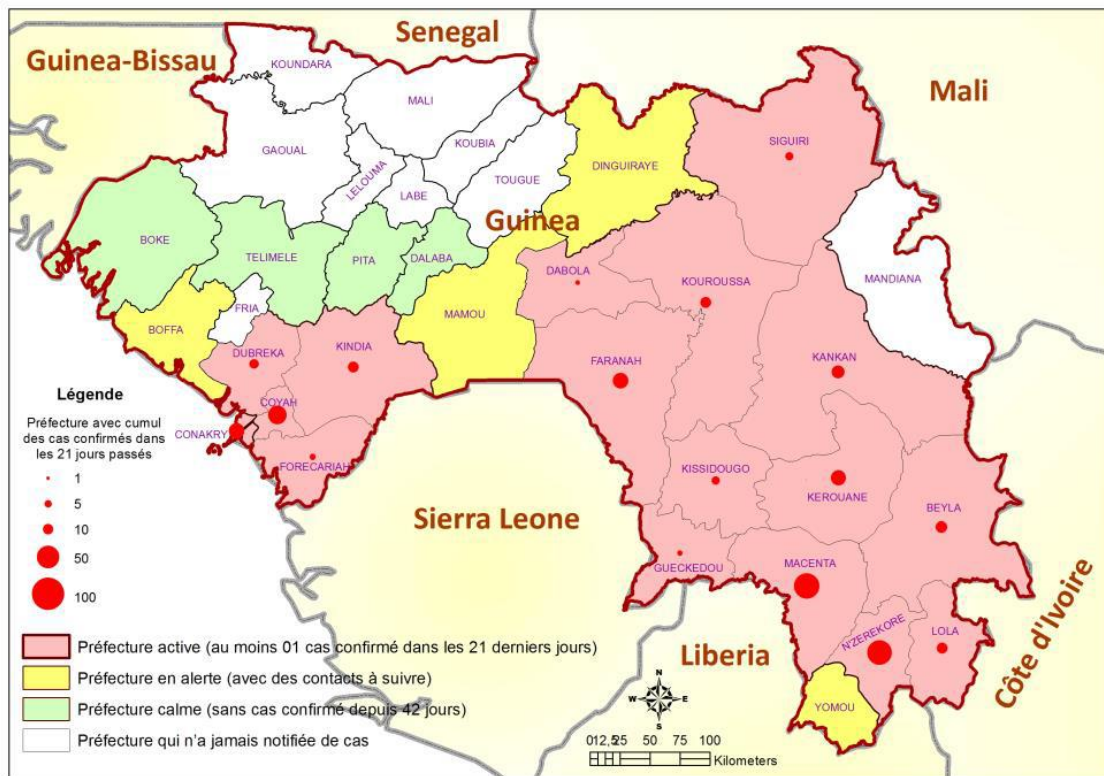 Senegal
Guinea-Bissau
Mali
KOUNDARA
MALI
GAOUAL
KOUBIA
LELOUMA
LABE
TOUGUE
DINGUIRAYE
SIGUIRI
Guinea
BOKE
TELIMELE
PITA
DALABA
DABOLA
KOUROUSSA
MANDIANA
BOFFA
FRIA
MAMOU
DUBREKA
KINDIA
FARANAH
KANKAN
COYAH
CONAKRY
FORECARIAH
KISSIDOUGO
KEROUANE
BEYLA
Sierra Leone
GUECKEDOU
MACENTA
N'ZEREKORE
LOLA
Liberia
Côte d'Ivoire
YOMOU
Légende
Préfecture avec cumul
des cas confirmés dans
les 21 jours passés
1
5
10
50
100
Préfecture active (au moins 01 cas confirmé dans les 21 derniers jours)
Préfecture en alerte (avec des contacts à suivre)
Préfecture calme (sans cas confirmé depuis 42 jours)
Préfecture qui n'a jamais notifiée de cas
N
W E
S
012,525 50 75 100
Kilometers